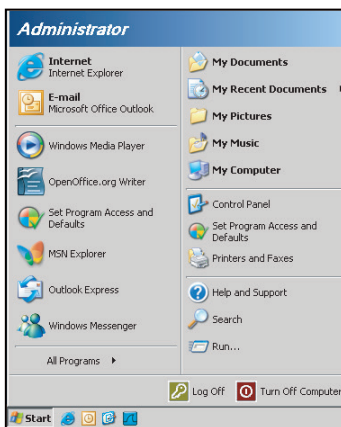 Administrator
Internet
Internet Explorer
E-mail
Microsoft Office Outlook
Windows Media Player
OpenOffice.org Writer
Set Program Access and
Defaults
MSN Explorer
Outlook Express
Windows Messenger
All Programs
My Documents
My Recent Documents
My Pictures
My Music
My Computer
Control Panel
Set Program Access and
Defaults
Printers and Faxes
Help and Support
Search
Run...
Log Off
Turn Off Computer
Start